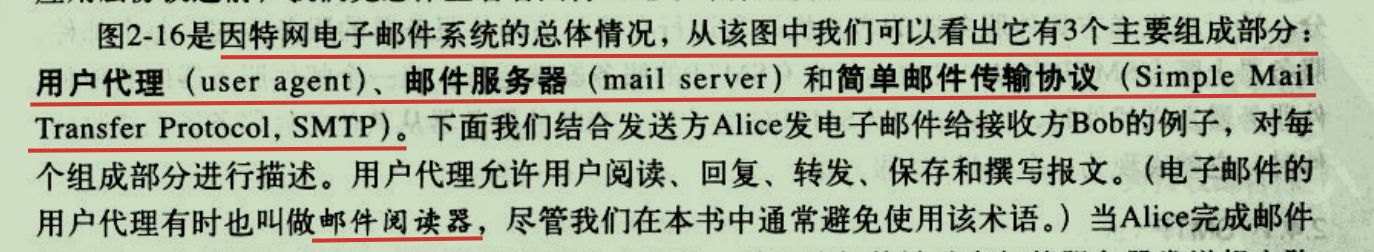 图2-16是因特网电子邮件系统的总体情况，从该图中我们可以看出它有3个主要组成部分：
用户代理（user agent）、邮件服务器（mail server）和简单邮件传输协议（Simple Mail
Transfer Protocol, SMTP）。下面我们结合发送方Alice发电子邮件给接收方Bob的例子，对每
个组成部分进行描述。用户代理允许用户阅读、回复、转发、保存和撰写报文。（电子邮件的
用户代理有时也叫做邮件阅读器，尽管我们在本书中通常避免使用该术语。）当Alice完成邮件